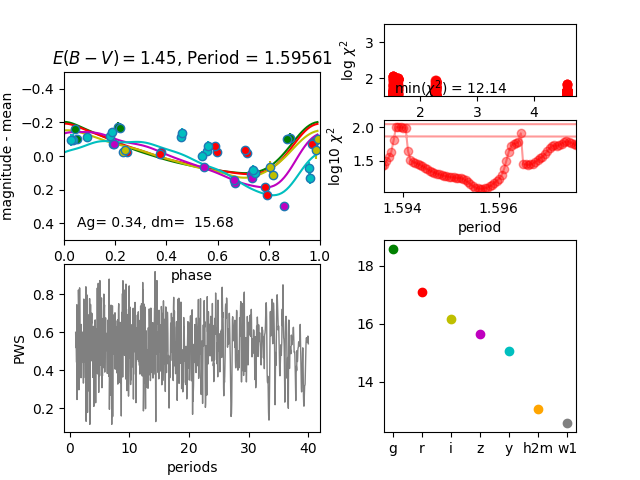 E(B − V) = 1.45, Period = 1.59561
magnitude - mean
−0.4
−0.2
0.0
0.2
0.4
Ag= 0.34, dm=  15.68
0.0 0.2 0.4 0.6 0.8 1.0
phase
log χ²
3
2
min(χ²) = 12.14
2 3 4
log10 χ²
2.0
1.5
1.594 1.596
period
PWS
0.8
0.6
0.4
0.2
0 10 20 30 40
periods
18
16
14
g r i z y h2m w1